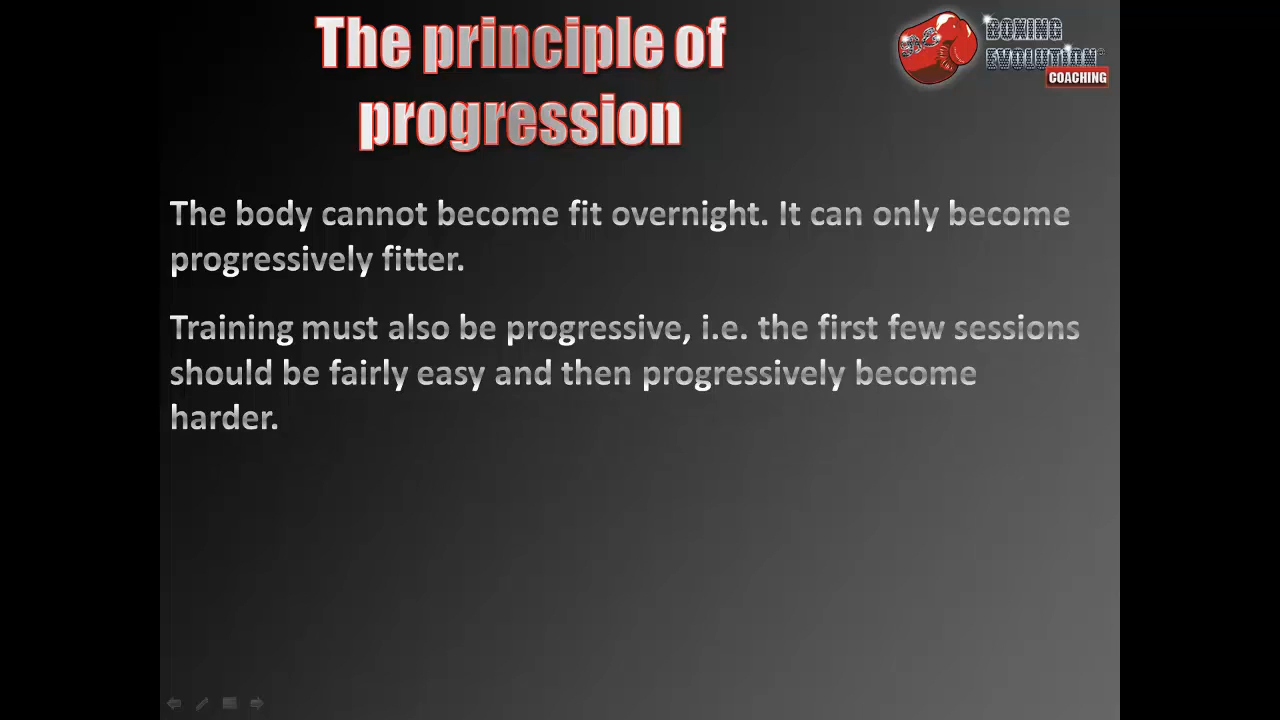 The principle of
progression
BOXING
EVOLUTION
COACHING
The body cannot become fit overnight. It can only become
progressively fitter.
Training must also be progressive, i.e. the first few sessions
should be fairly easy and then progressively become
harder.